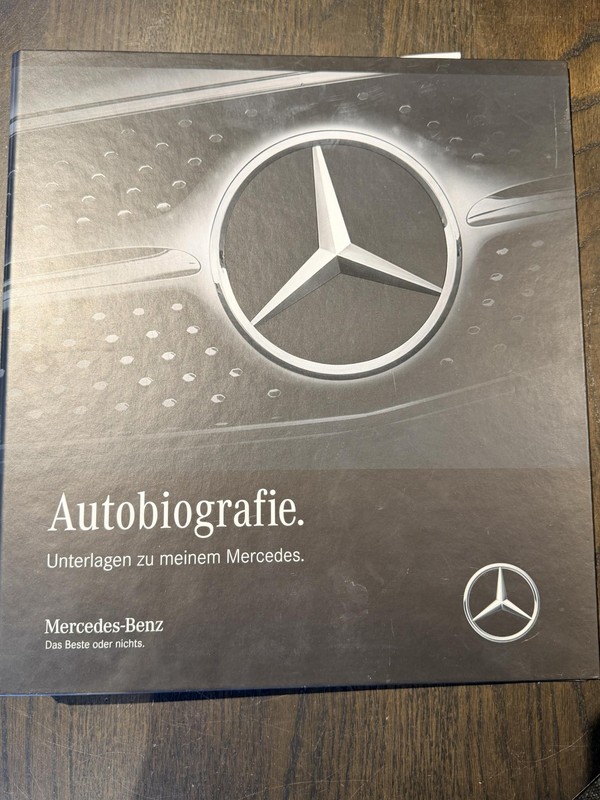 Autobiografie.
Unterlagen zu meinem Mercedes.
Mercedes-Benz
Das Beste oder nichts.